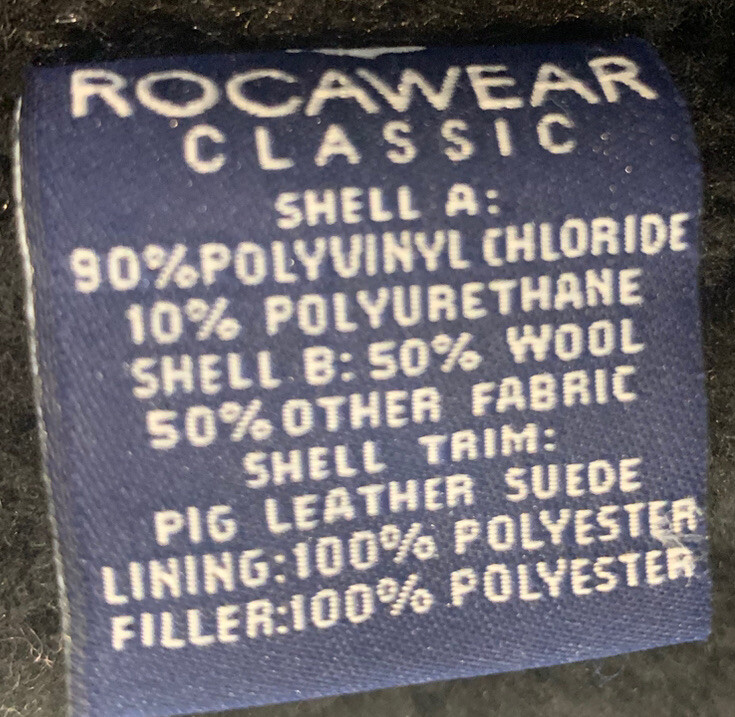 ROCAWEAR
CLASSIC
SHELL A:
90%POLYVINYL CHLORIDE
10% POLYURETHANE
SHELL B: 50% WOOL
50%OTHER FABRIC
SHELL TRIM:
PIG LEATHER SUEDE
LINING:100% POLYESTER
FILLER:100% POLYESTER